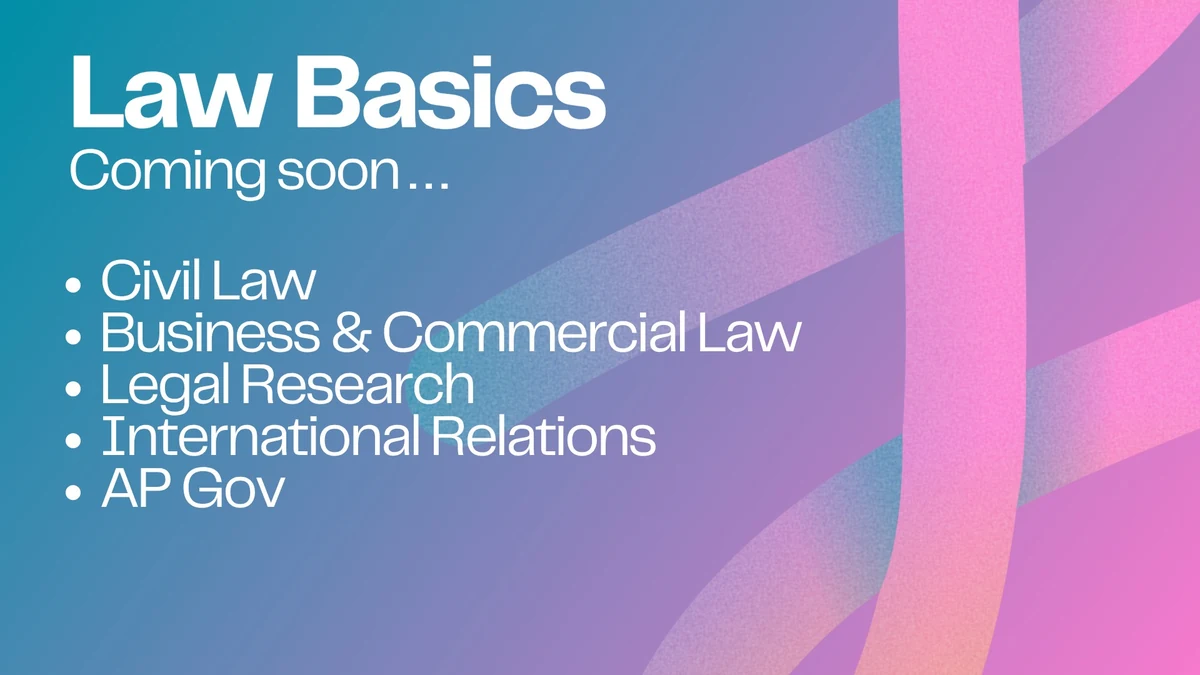 Law Basics
Coming soon...
• Civil Law
• Business & Commercial Law
• Legal Research
• International Relations
• AP Gov